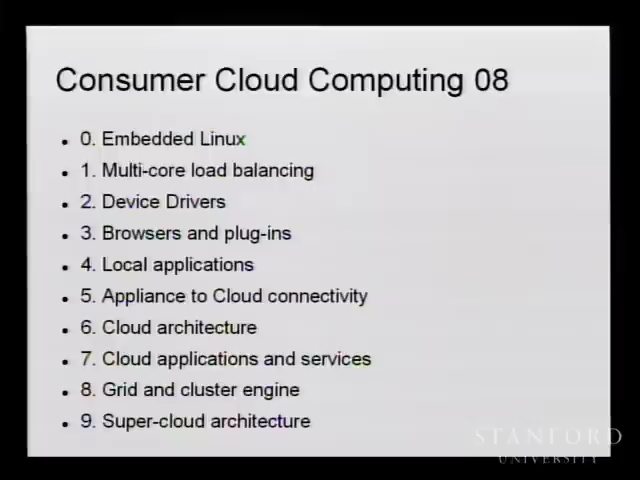 Consumer Cloud Computing 08
• 0. Embedded Linux
• 1. Multi-core load balancing
• 2. Device Drivers
• 3. Browsers and plug-ins
• 4. Local applications
• 5. Appliance to Cloud connectivity
• 6. Cloud architecture
• 7. Cloud applications and services
• 8. Grid and cluster engine
• 9. Super-cloud architecture
STANFORD
UNIVERSITY